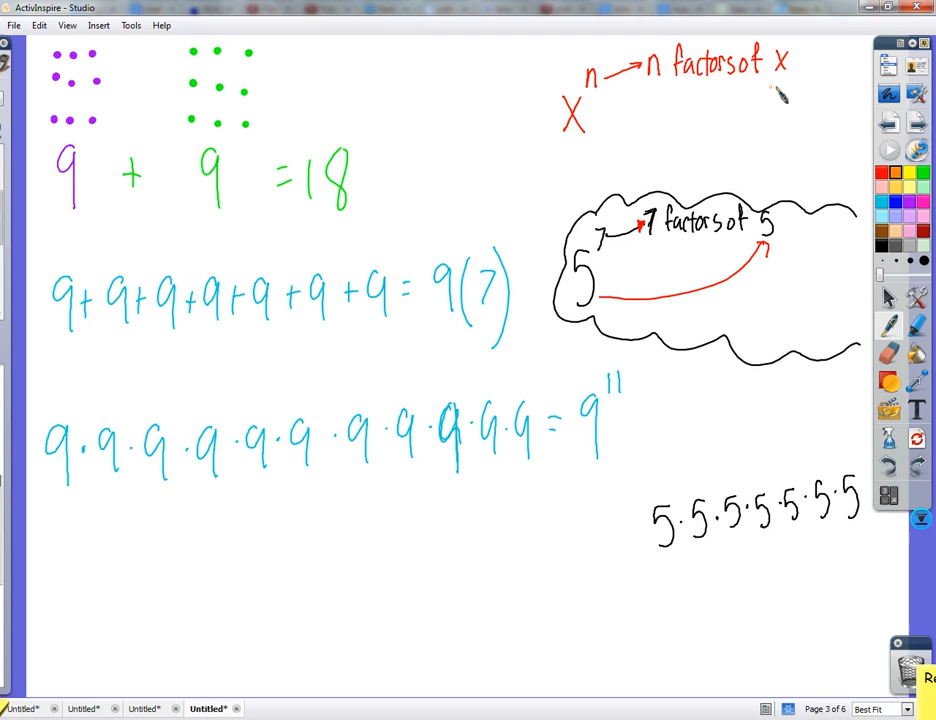 ActivInspire - Studio
File Edit View Insert Tools Help
x^n → n factors of x
9 + 9 = 18
5^7 → 7 factors of 5
9+9+9+9+9+9+9=9(7)
9·9·9·9·9·9·9·9·9·9·9=9^11
5·5·5·5·5·5·5
Re
Untitled* Untitled* Untitled* Untitled* Page 3 of 6 Best Fit